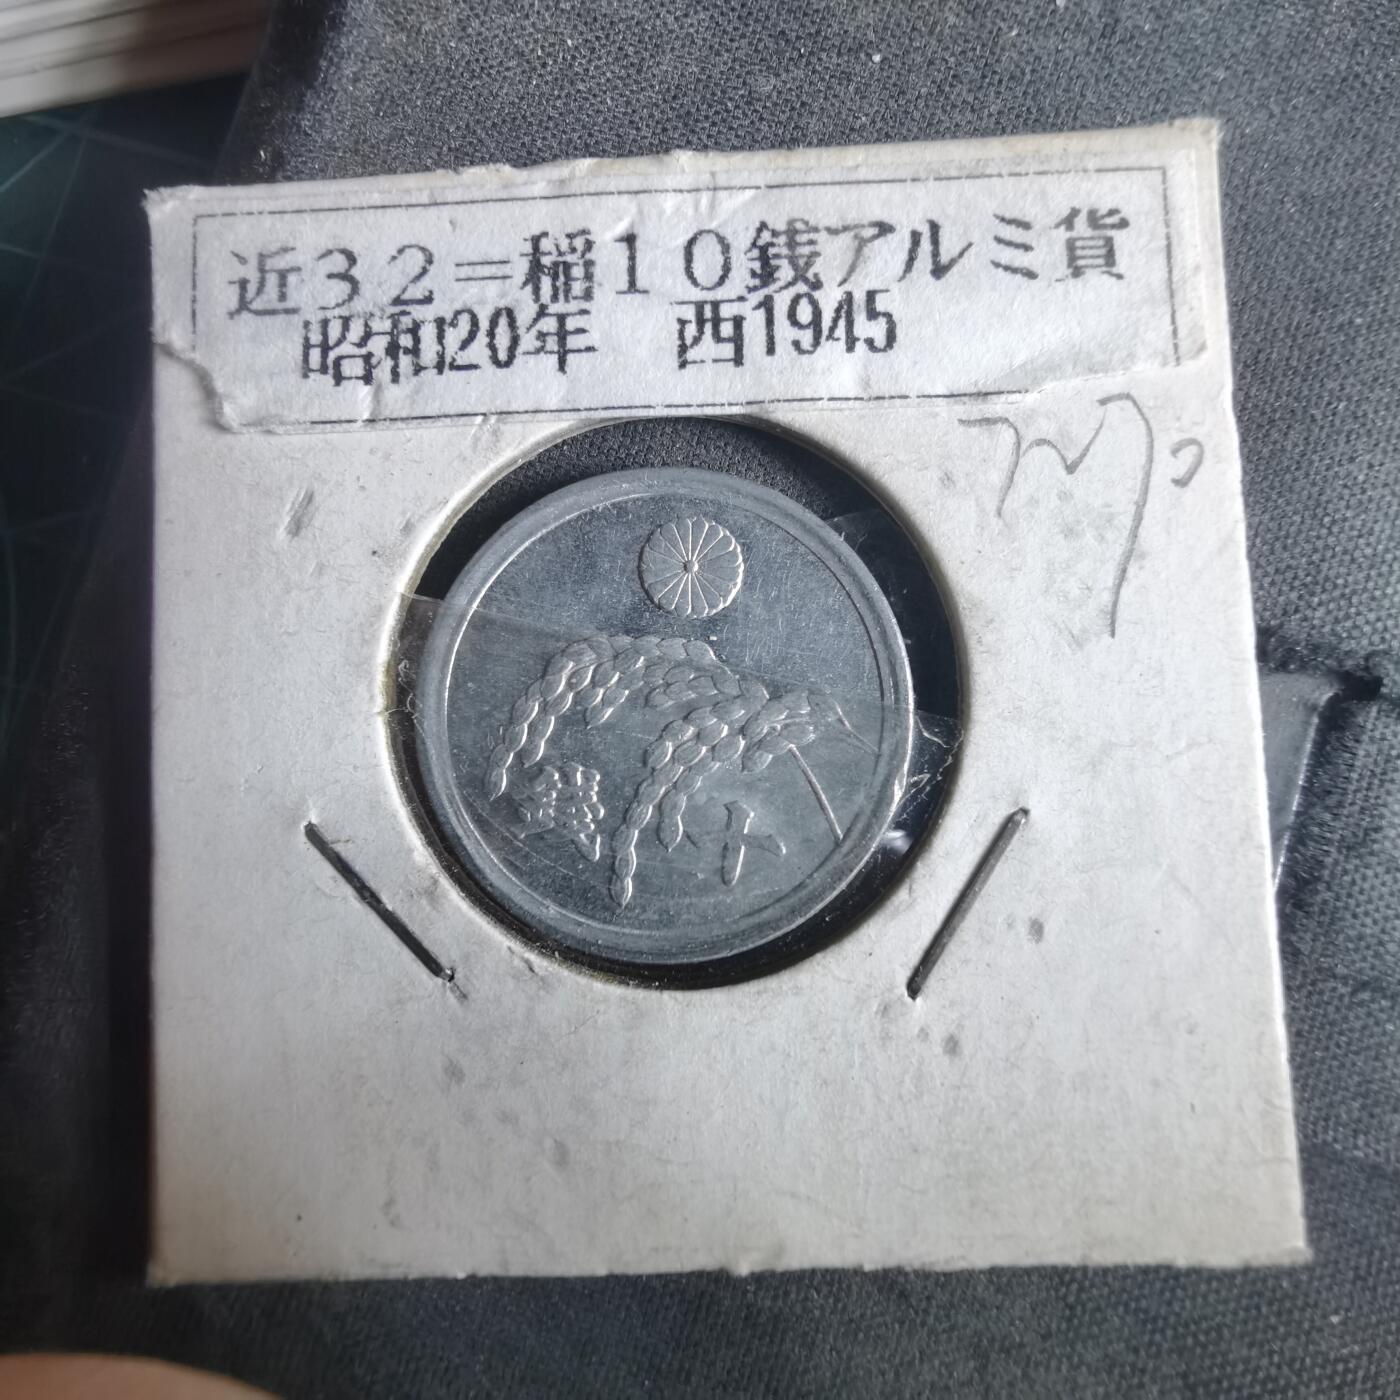 近32=稲10銭アルミ貨
昭和20年 西1945
錢十